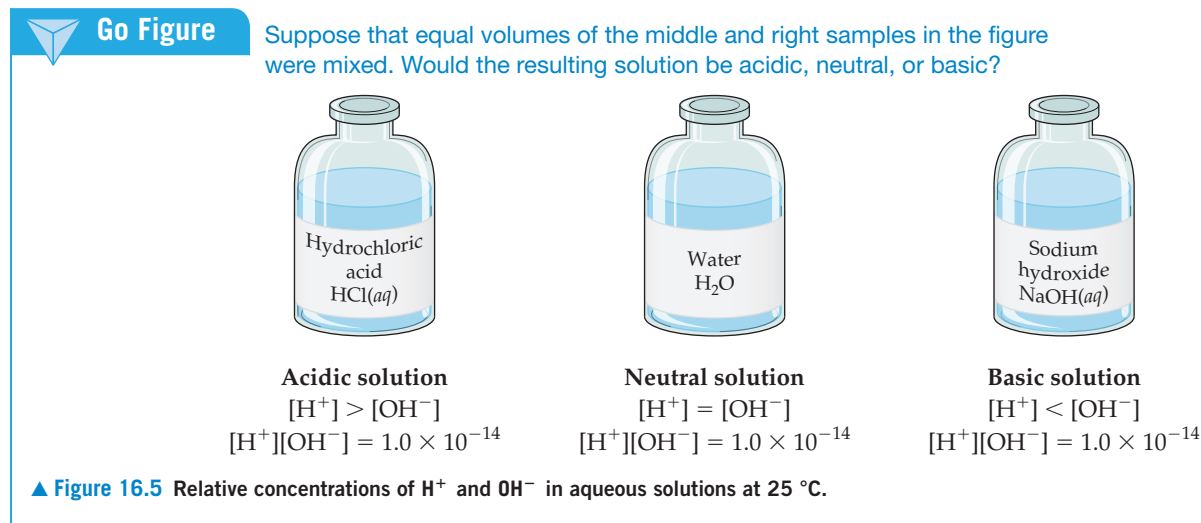 Go Figure
Suppose that equal volumes of the middle and right samples in the figure
were mixed. Would the resulting solution be acidic, neutral, or basic?
Hydrochloric
acid
HCl(aq)
Water
H₂O
Sodium
hydroxide
NaOH(aq)
Acidic solution
[H⁺] > [OH⁻]
[H⁺][OH⁻] = 1.0 × 10⁻¹⁴
Neutral solution
[H⁺] = [OH⁻]
[H⁺][OH⁻] = 1.0 × 10⁻¹⁴
Basic solution
[H⁺] < [OH⁻]
[H⁺][OH⁻] = 1.0 × 10⁻¹⁴
▲ Figure 16.5 Relative concentrations of H⁺ and OH⁻ in aqueous solutions at 25 °C.